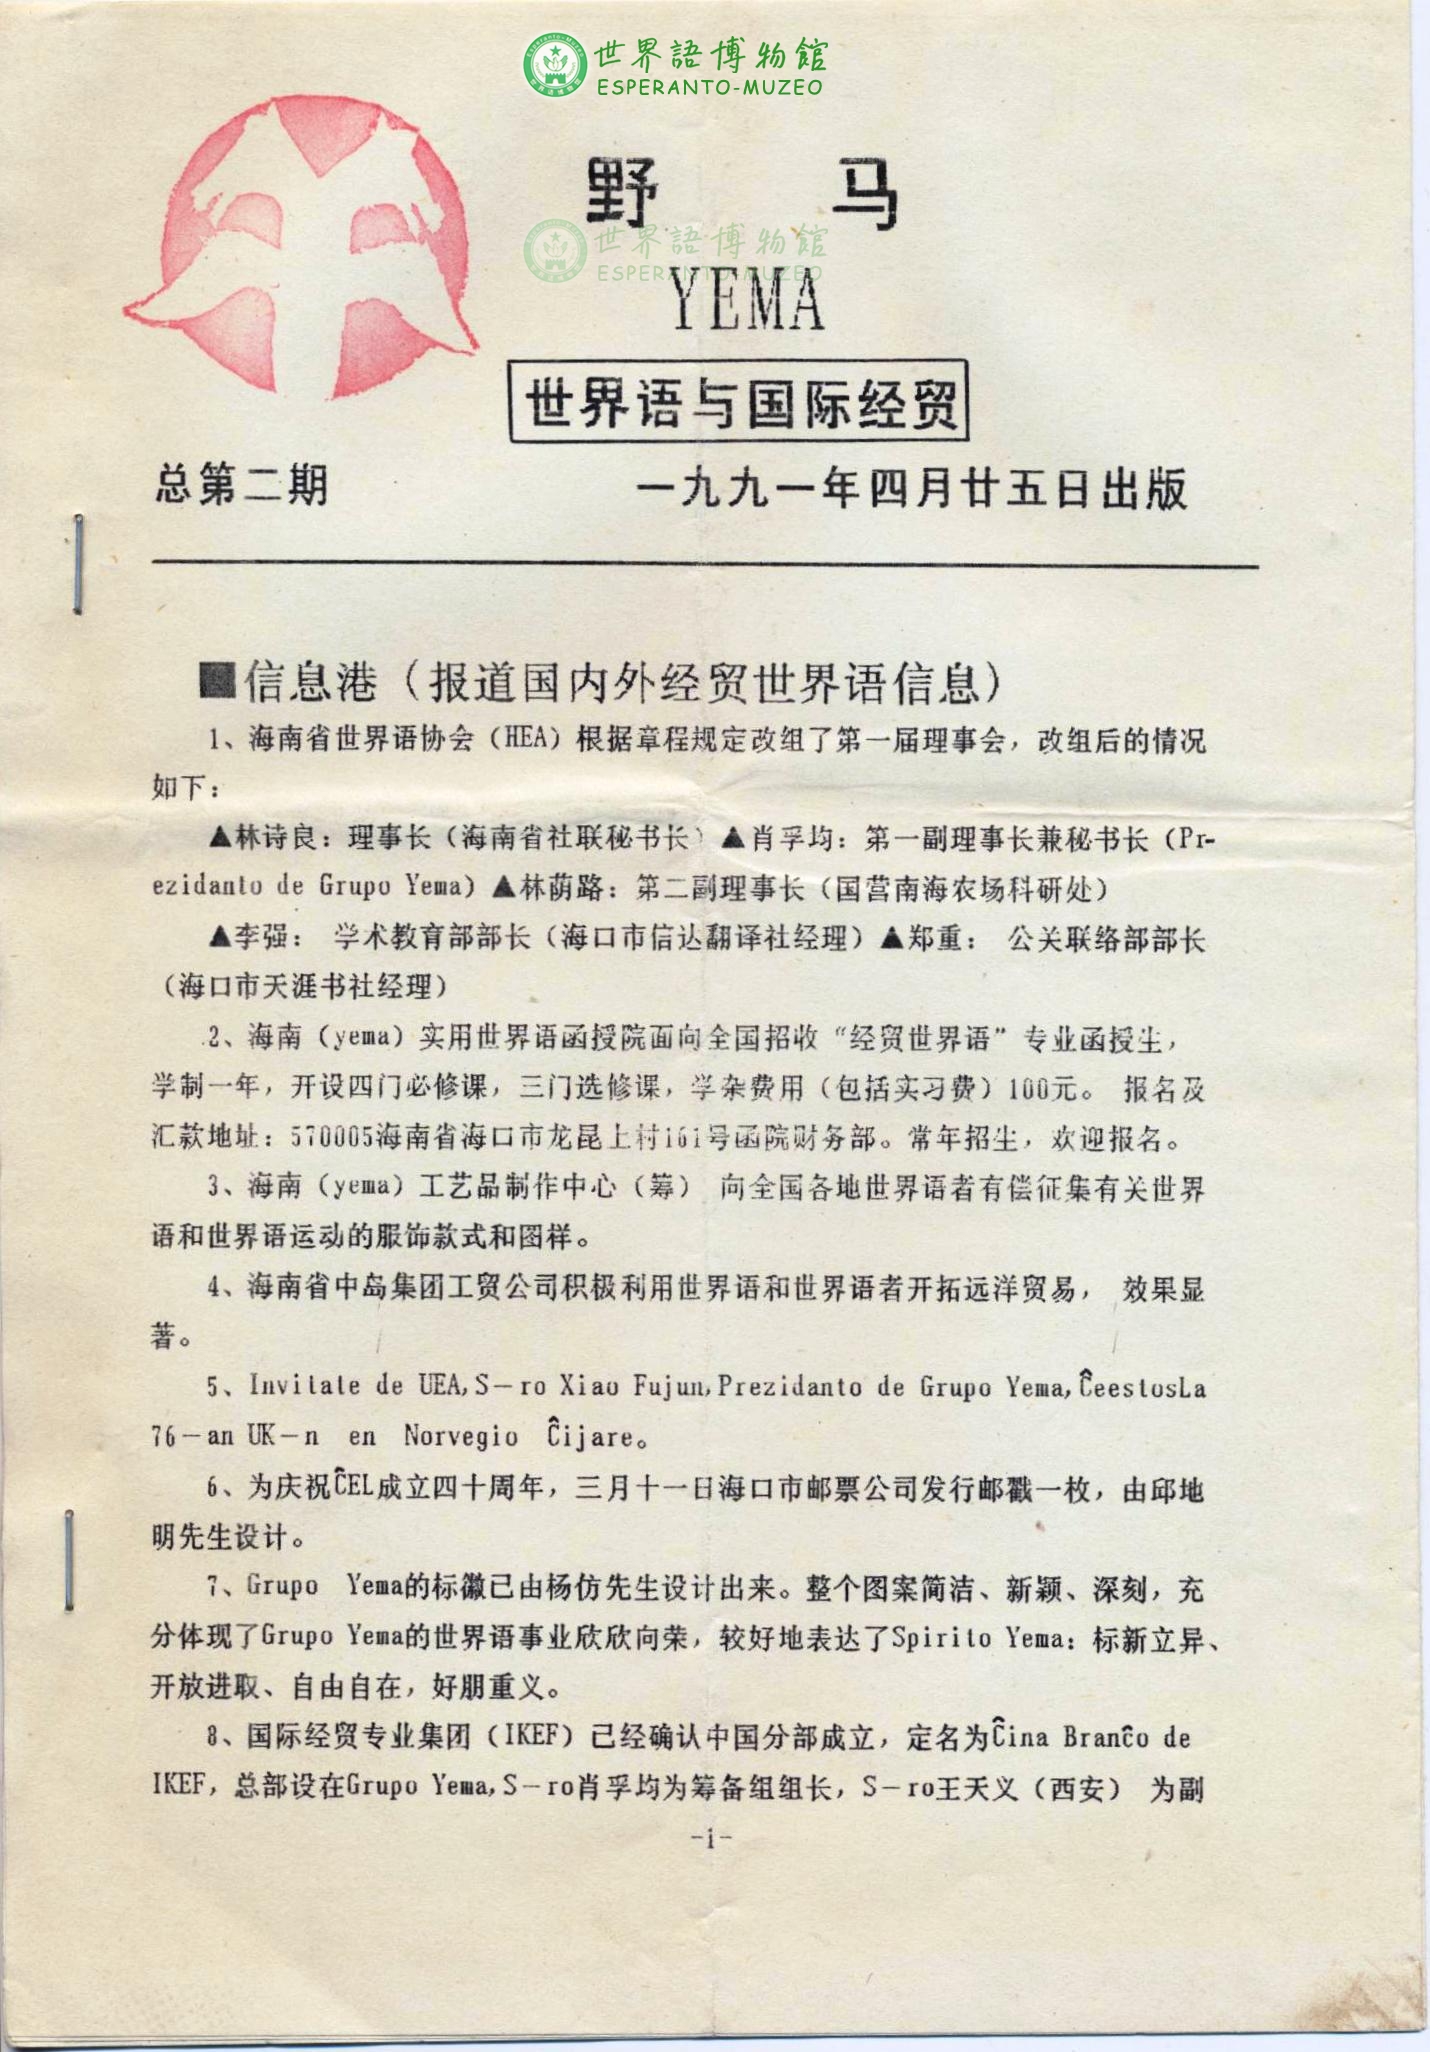 世界語博物館
ESPERANTO-MUZEO
野 马
世界語博物館
ESPERANTO-MUZEO
YEMA
世界语与国际经贸
总第二期 一九九一年四月廿五日出版
■信息港（报道国内外经贸世界语信息）
1、海南省世界语协会（HEA）根据章程规定改组了第一届理事会，改组后的情况
如下：
▲林诗良：理事长（海南省社联秘书长）▲肖孚均：第一副理事长兼秘书长（Pr-
ezidanto de Grupo Yema）▲林荫路：第二副理事长（国营南海农场科研处）
▲李强： 学术教育部部长（海口市信达翻译社经理）▲郑重： 公关联络部部长
（海口市天涯书社经理）
2、海南（yema）实用世界语函授院面向全国招收“经贸世界语”专业函授生，
学制一年，开设四门必修课，三门选修课，学杂费用（包括实习费）100元。 报名及
汇款地址：570005海南省海口市龙昆上村161号函院财务部。常年招生，欢迎报名。
3、海南（yema）工艺品制作中心（筹） 向全国各地世界语者有偿征集有关世界
语和世界语运动的服饰款式和图样。
4、海南省中岛集团工贸公司积极利用世界语和世界语者开拓远洋贸易， 效果显
著。
5、Invitate de UEA,S－ro Xiao Fujun,Prezidanto de Grupo Yema,ĈeestosLa
76－an UK－n en Norvegio Ĉijare。
6、为庆祝ĈEL成立四十周年，三月十一日海口市邮票公司发行邮戳一枚，由邱地
明先生设计。
7、Grupo Yema的标徽已由杨仿先生设计出来。整个图案简洁、新颖、深刻，充
分体现了Grupo Yema的世界语事业欣欣向荣，较好地表达了Spirito Yema：标新立异、
开放进取、自由自在，好朋重义。
8、国际经贸专业集团（IKEF）已经确认中国分部成立，定名为Ĉina Branĉo de
IKEF，总部设在Grupo Yema,S－ro肖孚均为筹备组组长，S－ro王天义（西安） 为副
-i-